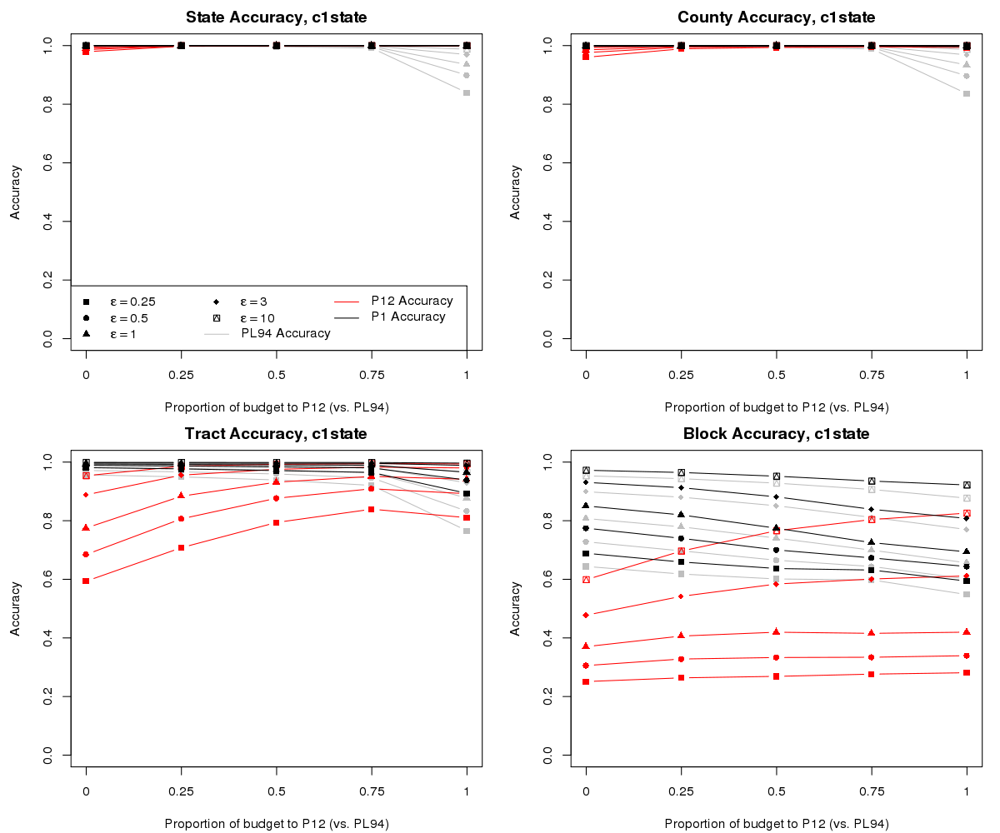 State Accuracy, c1state
Accuracy
0.0 0.2 0.4 0.6 0.8 1.0
ε = 0.25 ε = 3 P12 Accuracy
ε = 0.5 ε = 10 P1 Accuracy
ε = 1 PL94 Accuracy
0 0.25 0.5 0.75 1
Proportion of budget to P12 (vs. PL94)
County Accuracy, c1state
Accuracy
0.0 0.2 0.4 0.6 0.8 1.0
0 0.25 0.5 0.75 1
Proportion of budget to P12 (vs. PL94)
Tract Accuracy, c1state
Accuracy
0.0 0.2 0.4 0.6 0.8 1.0
0 0.25 0.5 0.75 1
Proportion of budget to P12 (vs. PL94)
Block Accuracy, c1state
Accuracy
0.0 0.2 0.4 0.6 0.8 1.0
0 0.25 0.5 0.75 1
Proportion of budget to P12 (vs. PL94)